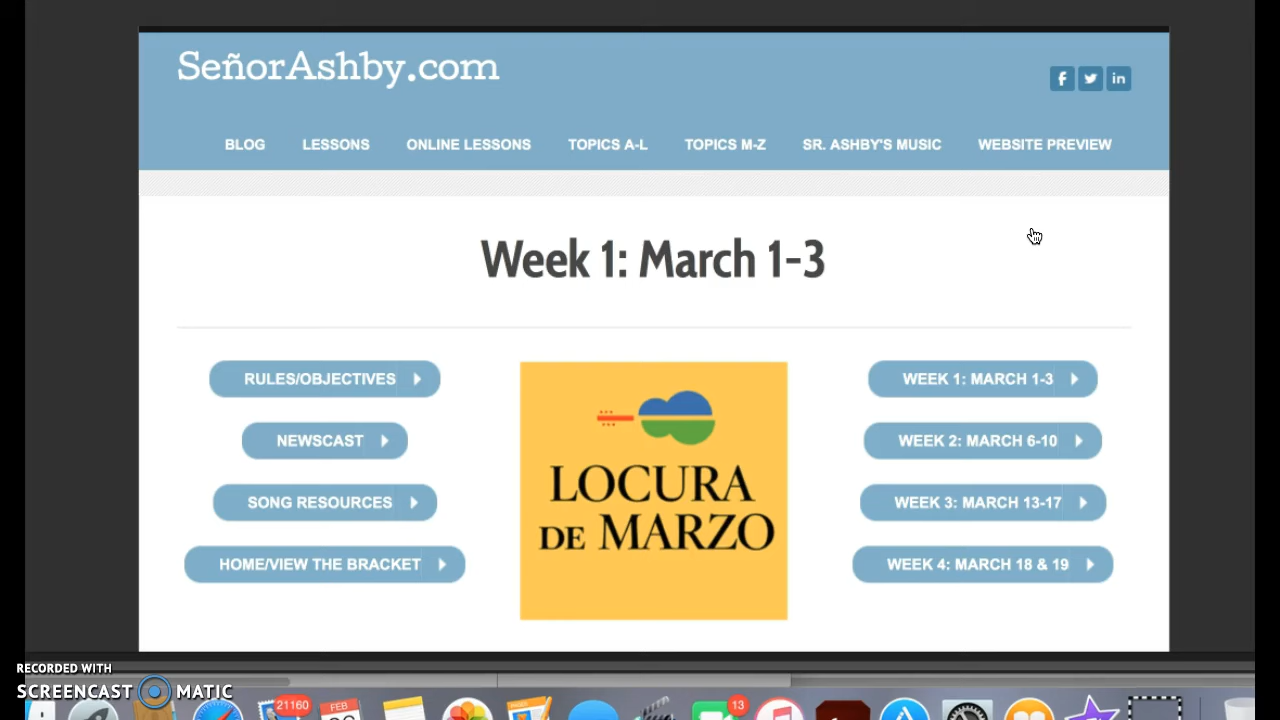 SeñorAshby.com
BLOG LESSONS ONLINE LESSONS TOPICS A-L TOPICS M-Z SR. ASHBY'S MUSIC WEBSITE PREVIEW
Week 1: March 1-3
RULES/OBJECTIVES
NEWSCAST
SONG RESOURCES
HOME/VIEW THE BRACKET
LOCURA
DE MARZO
WEEK 1: MARCH 1-3
WEEK 2: MARCH 6-10
WEEK 3: MARCH 13-17
WEEK 4: MARCH 18 & 19
RECORDED WITH
SCREENCAST MATIC
21160
FEB
PAGES
13